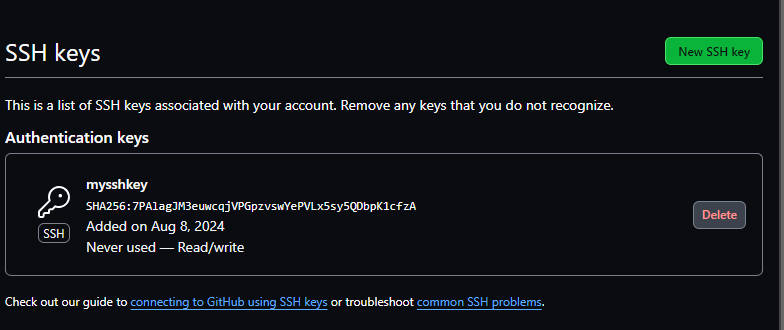 SSH keys
New SSH key
This is a list of SSH keys associated with your account. Remove any keys that you do not recognize.
Authentication keys
mysshkey
SHA256:7PAlagJM3euwcqjVPGpzvswYePVLx5sy5QDbpK1cfzA
SSH
Added on Aug 8, 2024
Never used — Read/write
Delete
Check out our guide to connecting to GitHub using SSH keys or troubleshoot common SSH problems.